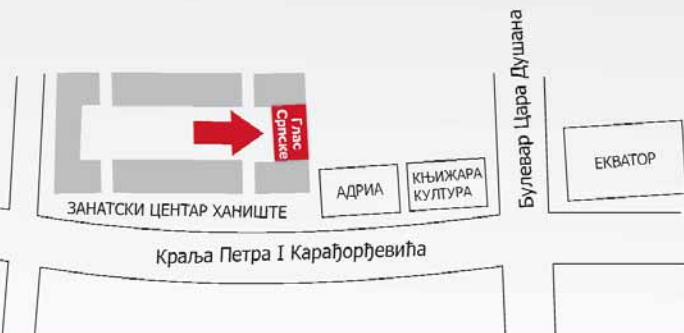 Глас
Српске
ЗАНАТСКИ ЦЕНТАР ХАНИШТЕ
АДРИА
КЊИЖАРА
КУЛТУРА
Булевар Цара Душана
ЕКВАТОР
Краља Петра I Карађорђевића